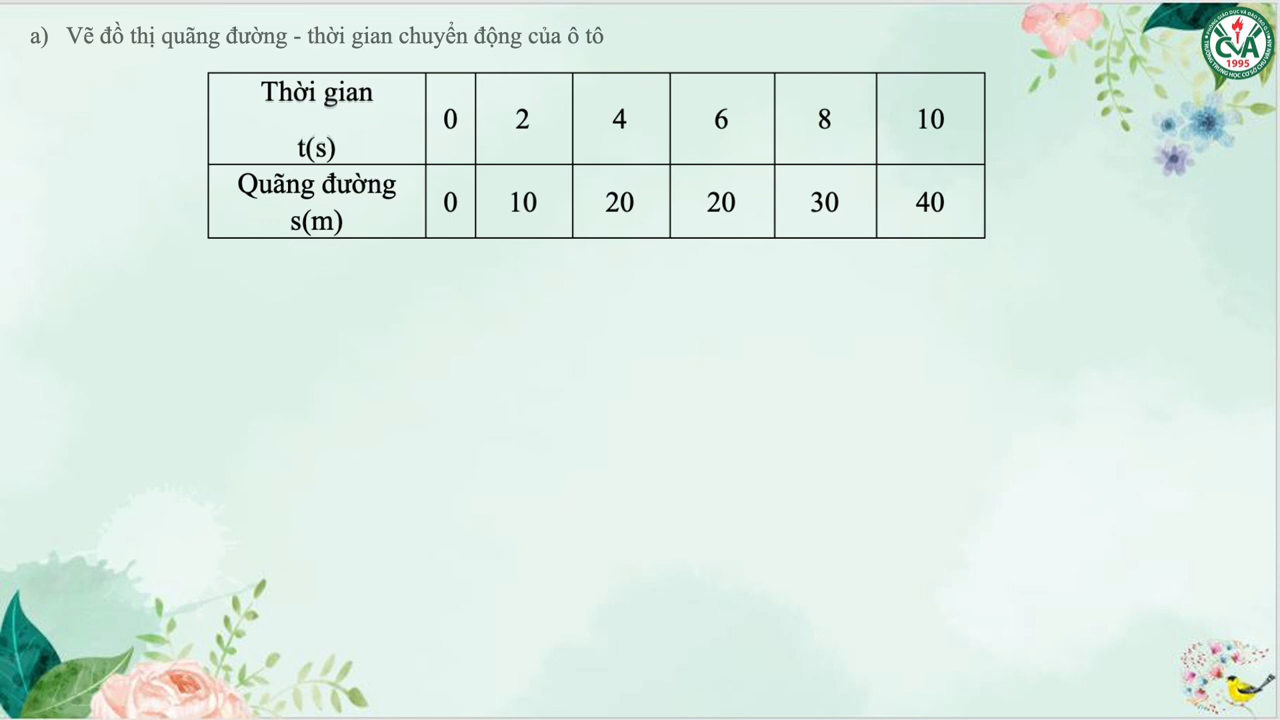 a) Vẽ đồ thị quãng đường - thời gian chuyển động của ô tô
Thời gian
t(s)
0 2 4 6 8 10
Quãng đường
s(m)
0 10 20 20 30 40
CVA
1995